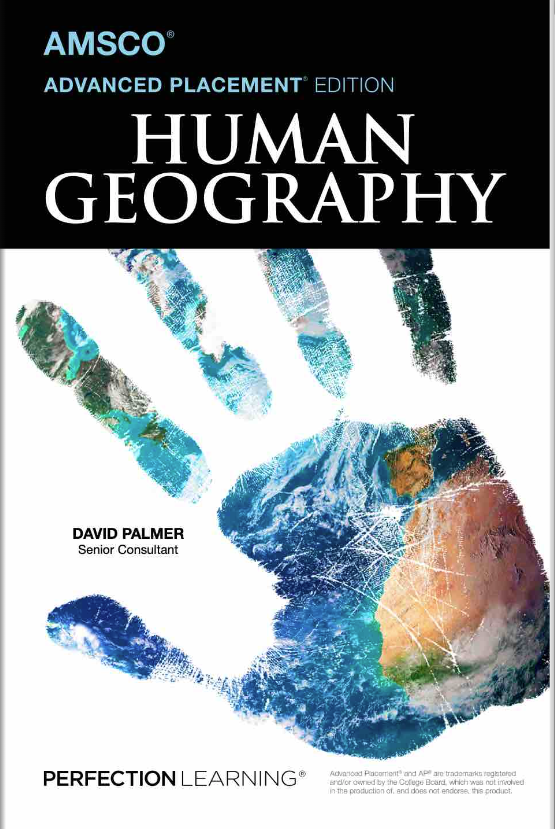 AMSCO®
ADVANCED PLACEMENT® EDITION
HUMAN
GEOGRAPHY
DAVID PALMER
Senior Consultant
PERFECTION LEARNING®
Advanced Placement® and AP® are trademarks registered
and/or owned by the College Board, which was not involved
in the production of, and does not endorse, this product.